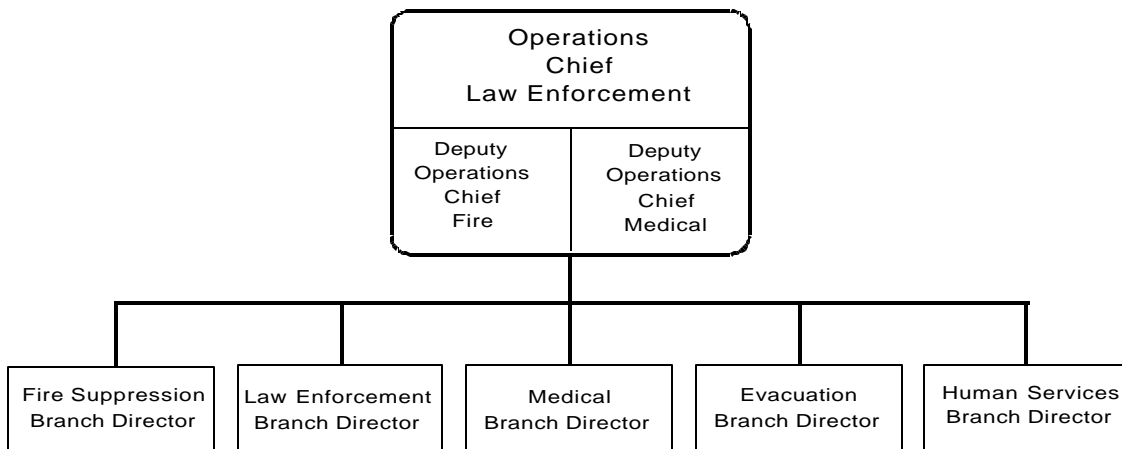 Operations
Chief
Law Enforcement
Deputy
Operations
Chief
Fire
Deputy
Operations
Chief
Medical
Fire Suppression
Branch Director
Law Enforcement
Branch Director
Medical
Branch Director
Evacuation
Branch Director
Human Services
Branch Director